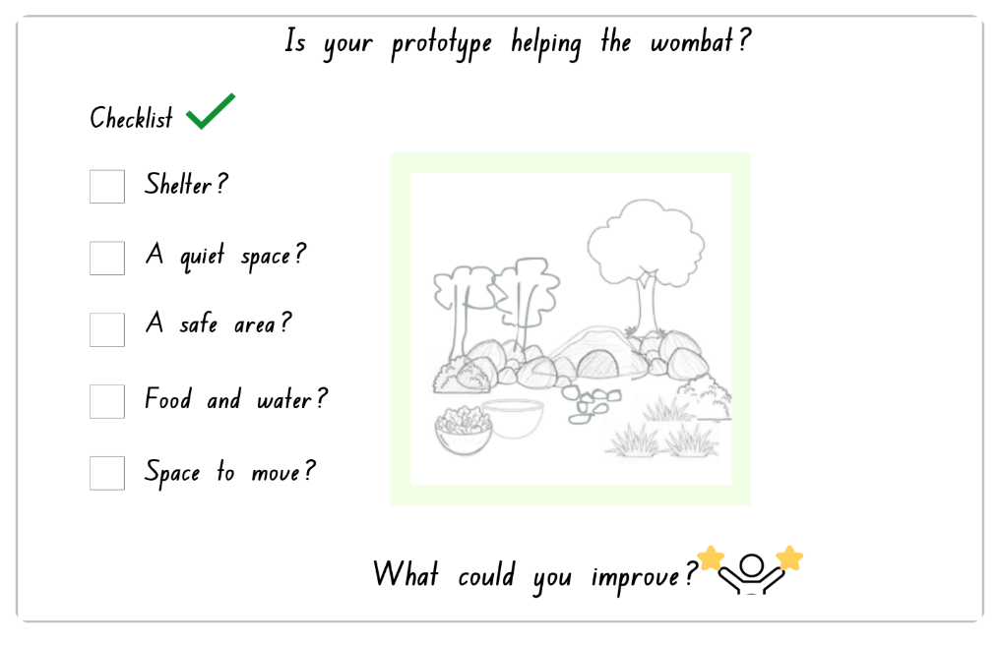 Is your prototype helping the wombat?
Checklist
Shelter?
A quiet space?
A safe area?
Food and water?
Space to move?
What could you improve?